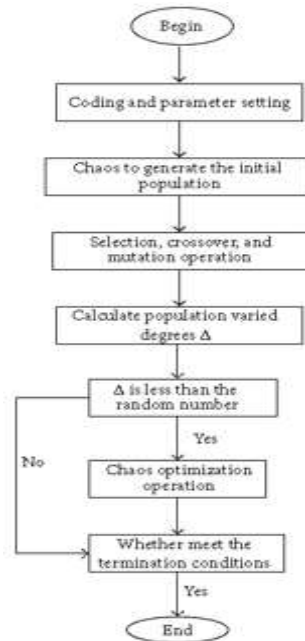 Begin
Coding and parameter setting
Chaos to generate the initial
population
Selection, crossover, and
mutation operation
Calculate population varied
degrees Δ
Δ is less than the
random number
Yes
No
Chaos optimization
operation
Whether meet the
termination conditions
Yes
End